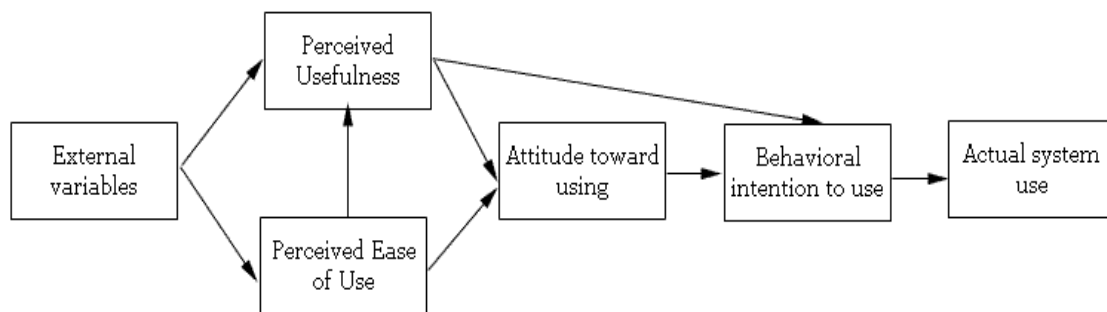 Perceived
Usefulness
External
variables
Attitude toward
using
Behavioral
intention to use
Actual system
use
Perceived Ease
of Use